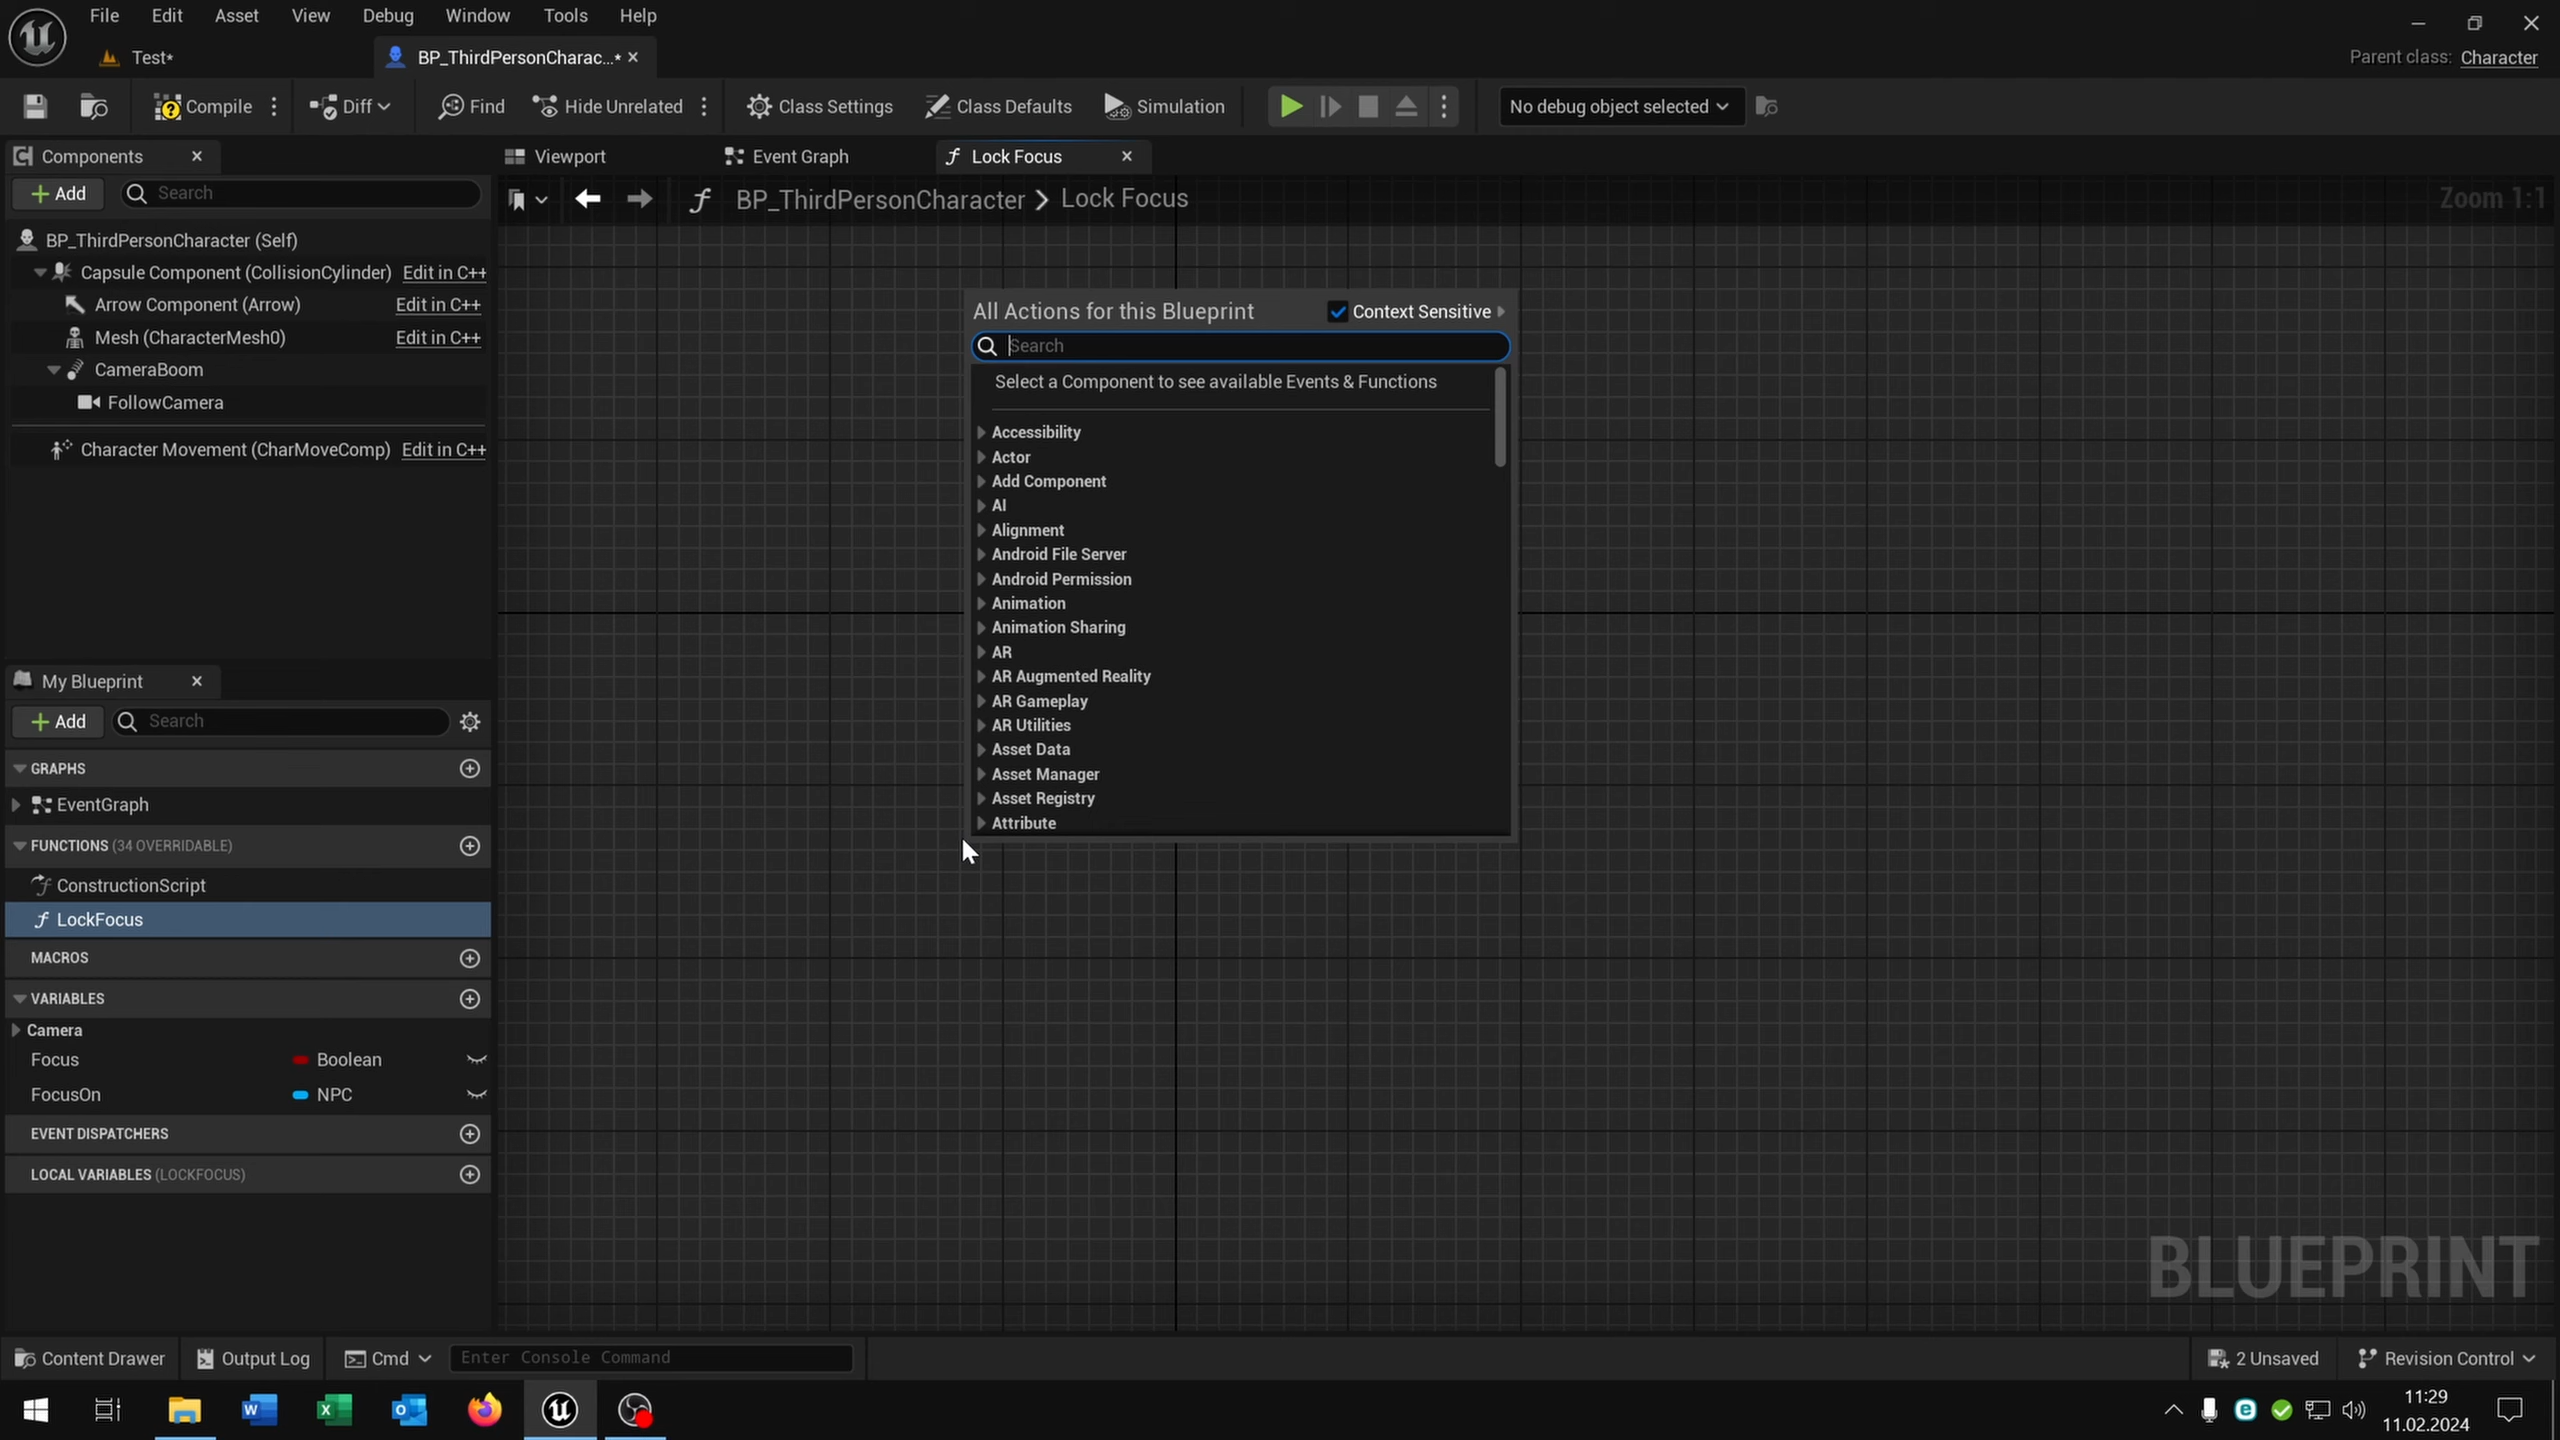 File Edit Asset View Debug Window Tools Help
Test*
BP_ThirdPersonCharac...*
Parent class: Character
Compile
Diff
Find
Hide Unrelated
Class Settings
Class Defaults
Simulation
No debug object selected
Components
Add
Search
BP_ThirdPersonCharacter (Self)
Capsule Component (CollisionCylinder) Edit in C++
Arrow Component (Arrow) Edit in C++
Mesh (CharacterMesh0) Edit in C++
CameraBoom
FollowCamera
Character Movement (CharMoveComp) Edit in C++
My Blueprint
Add
Search
GRAPHS
EventGraph
FUNCTIONS (34 OVERRIDABLE)
ConstructionScript
LockFocus
MACROS
VARIABLES
Camera
Focus Boolean
FocusOn NPC
EVENT DISPATCHERS
LOCAL VARIABLES (LOCKFOCUS)
Viewport
Event Graph
Lock Focus
BP_ThirdPersonCharacter > Lock Focus
Zoom 1:1
All Actions for this Blueprint
Context Sensitive
Search
Select a Component to see available Events & Functions
Accessibility
Actor
Add Component
AI
Alignment
Android File Server
Android Permission
Animation
Animation Sharing
AR
AR Augmented Reality
AR Gameplay
AR Utilities
Asset Data
Asset Manager
Asset Registry
Attribute
BLUEPRINT
Content Drawer
Output Log
Cmd
Enter Console Command
2 Unsaved
Revision Control
11:29
11.02.2024